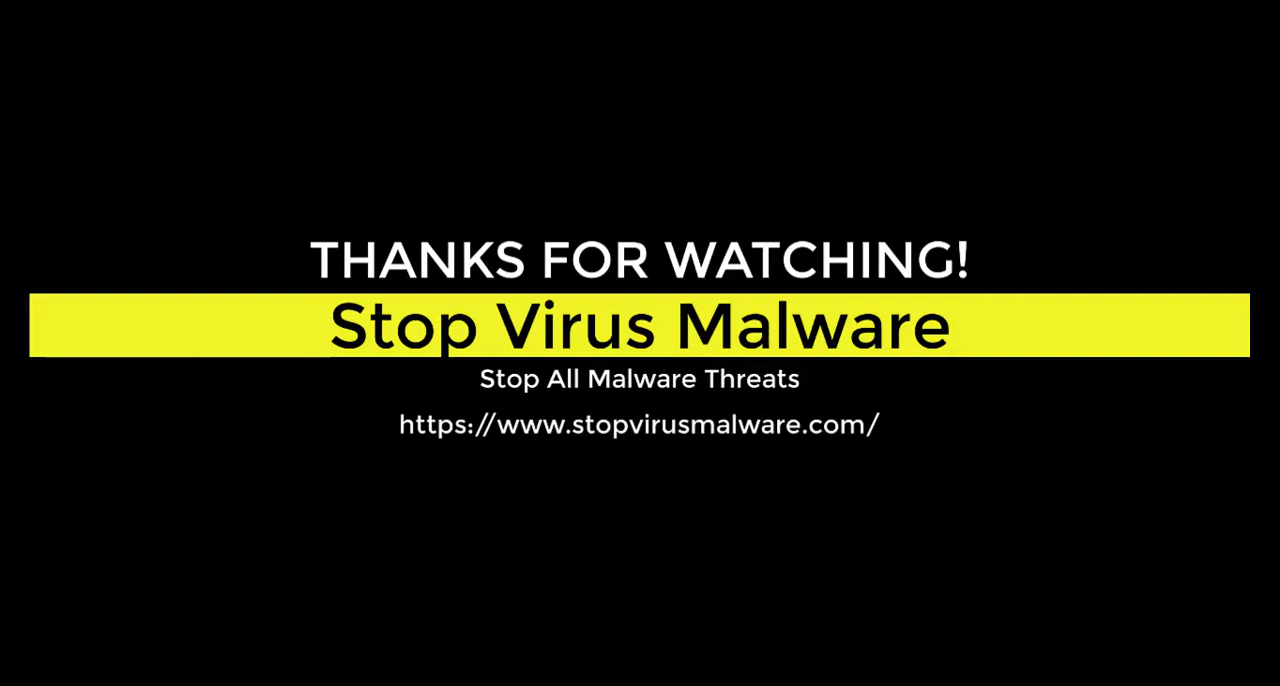 THANKS FOR WATCHING!
Stop Virus Malware
Stop All Malware Threats
https://www.stopvirusmalware.com/